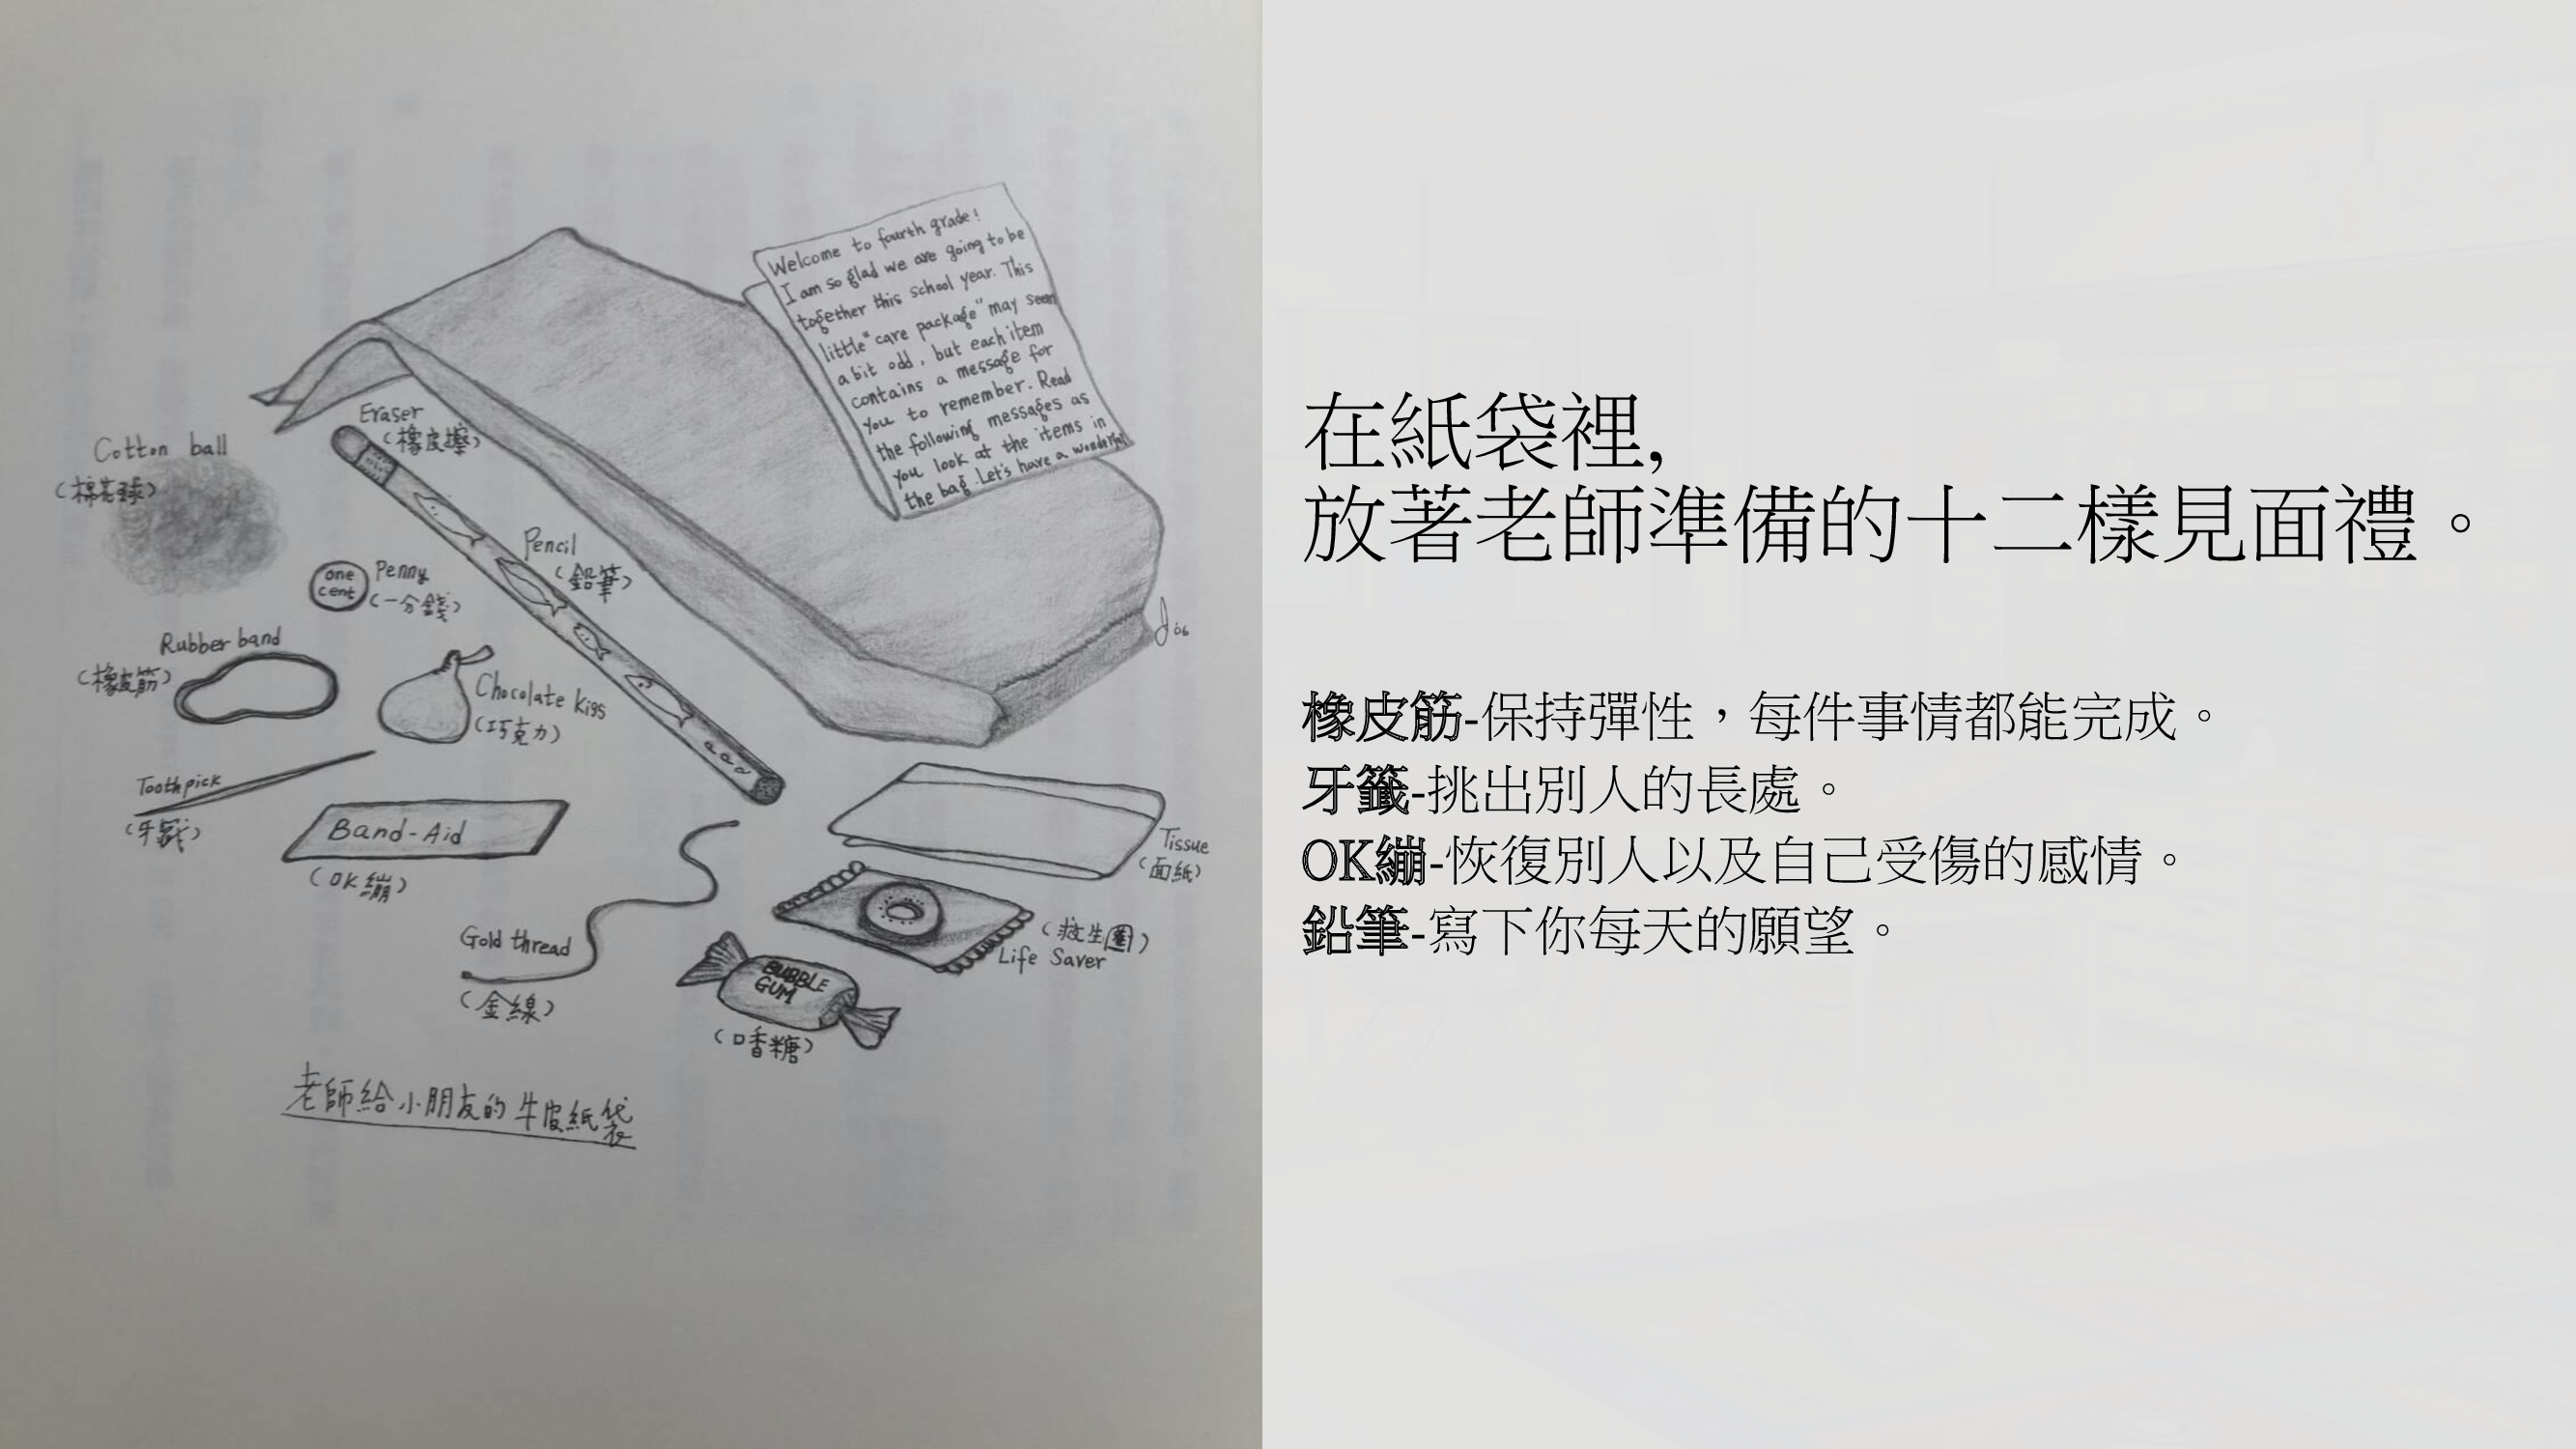 Welcome to fourth grade!
I am so glad we are going to be
together this school year. This
little "care package" may seem
a bit odd, but each item
contains a message for
you to remember. Read
the following messages as
you look at the items in
the bag. Let's have a wonderful
Eraser
(橡皮擦)
Cotton ball
(棉花球)
Pencil
(鉛筆)
one
cent
Penny
(一分錢)
Rubber band
(橡皮筋)
Chocolate kiss
(巧克力)
Toothpick
(牙籤)
Band-Aid
(OK繃)
Tissue
(面紙)
Gold thread
(金線)
(救生圈)
Life Saver
BUBBLE
GUM
(口香糖)
老師給小朋友的牛皮紙袋
在紙袋裡,
放著老師準備的十二樣見面禮。
橡皮筋-保持彈性，每件事情都能完成。
牙籤-挑出別人的長處。
OK繃-恢復別人以及自己受傷的感情。
鉛筆-寫下你每天的願望。